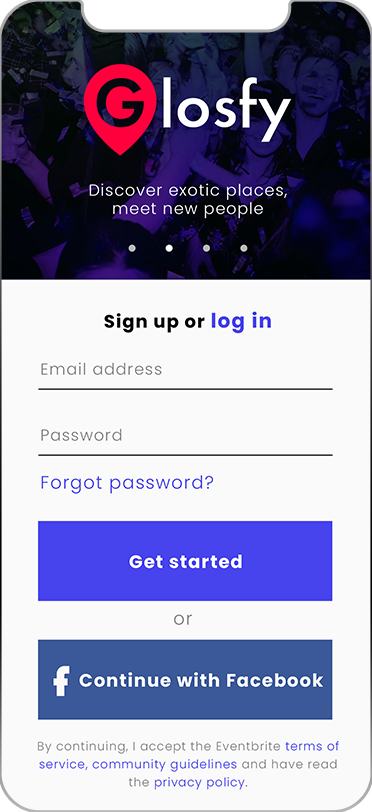 Glosfy
Discover exotic places,
meet new people
Sign up or log in
Email address
Password
Forgot password?
Get started
or
f Continue with Facebook
By continuing, I accept the Eventbrite terms of
service, community guidelines and have read
the privacy policy.